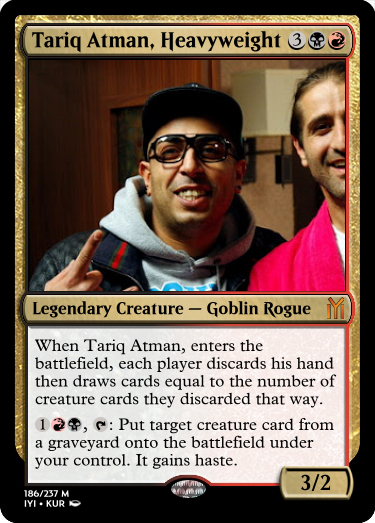 Tariq Atman, Heavyweight 3
Legendary Creature — Goblin Rogue
When Tariq Atman, enters the
battlefield, each player discards his hand
then draws cards equal to the number of
creature cards they discarded that way.
1, : Put target creature card from
a graveyard onto the battlefield under
your control. It gains haste.
3/2
186/237 M
IYI • KUR